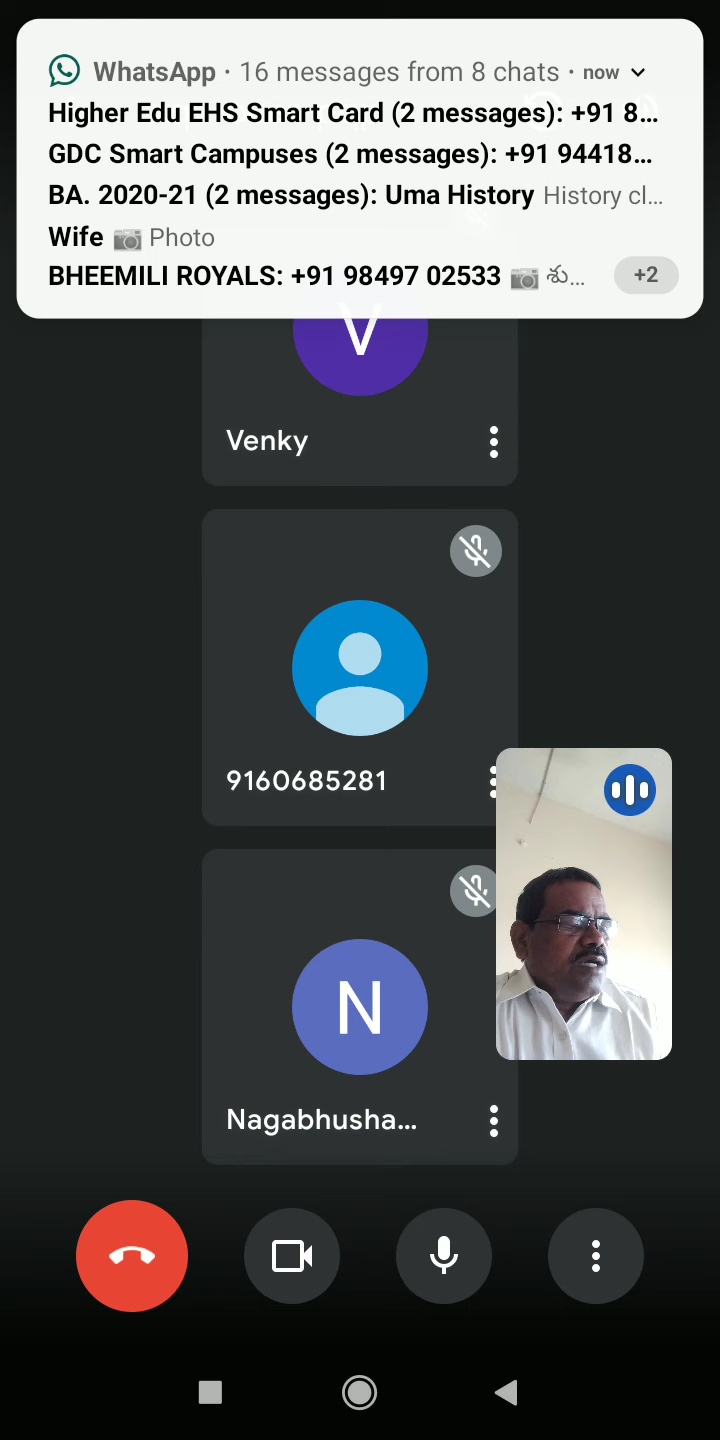 WhatsApp · 16 messages from 8 chats · now
Higher Edu EHS Smart Card (2 messages): +91 8...
GDC Smart Campuses (2 messages): +91 94418...
BA. 2020-21 (2 messages): Uma History History cl...
Wife 📷 Photo
BHEEMILI ROYALS: +91 98497 02533 📷 శు... +2
V
Venky
9160685281
N
Nagabhusha...